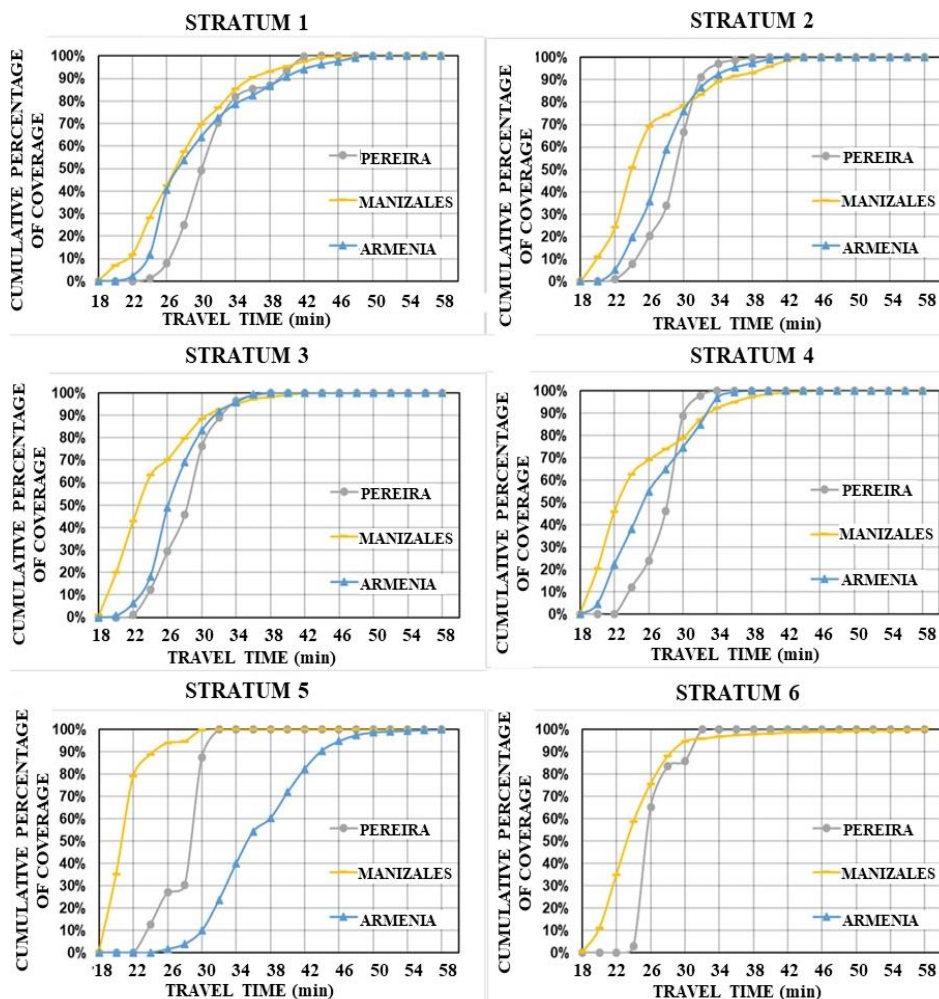 STRATUM 1
CUMULATIVE PERCENTAGE
OF COVERAGE
100%
90%
80%
70%
60%
50%
40%
30%
20%
10%
0%
PEREIRA
MANIZALES
ARMENIA
18 22 26 30 34 38 42 46 50 54 58
TRAVEL TIME (min)
STRATUM 2
CUMULATIVE PERCENTAGE
OF COVERAGE
100%
90%
80%
70%
60%
50%
40%
30%
20%
10%
0%
PEREIRA
MANIZALES
ARMENIA
18 22 26 30 34 38 42 46 50 54 58
TRAVEL TIME (min)
STRATUM 3
CUMULATIVE PERCENTAGE
OF COVERAGE
100%
90%
80%
70%
60%
50%
40%
30%
20%
10%
0%
PEREIRA
MANIZALES
ARMENIA
18 22 26 30 34 38 42 46 50 54 58
TRAVEL TIME (min)
STRATUM 4
CUMULATIVE PERCENTAGE
OF COVERAGE
100%
90%
80%
70%
60%
50%
40%
30%
20%
10%
0%
PEREIRA
MANIZALES
ARMENIA
18 22 26 30 34 38 42 46 50 54 58
TRAVEL TIME (min)
STRATUM 5
CUMULATIVE PERCENTAGE
OF COVERAGE
100%
90%
80%
70%
60%
50%
40%
30%
20%
10%
0%
PEREIRA
MANIZALES
ARMENIA
18 22 26 30 34 38 42 46 50 54 58
TRAVEL TIME (min)
STRATUM 6
CUMULATIVE PERCENTAGE
OF COVERAGE
100%
90%
80%
70%
60%
50%
40%
30%
20%
10%
0%
PEREIRA
MANIZALES
ARMENIA
18 22 26 30 34 38 42 46 50 54 58
TRAVEL TIME (min)